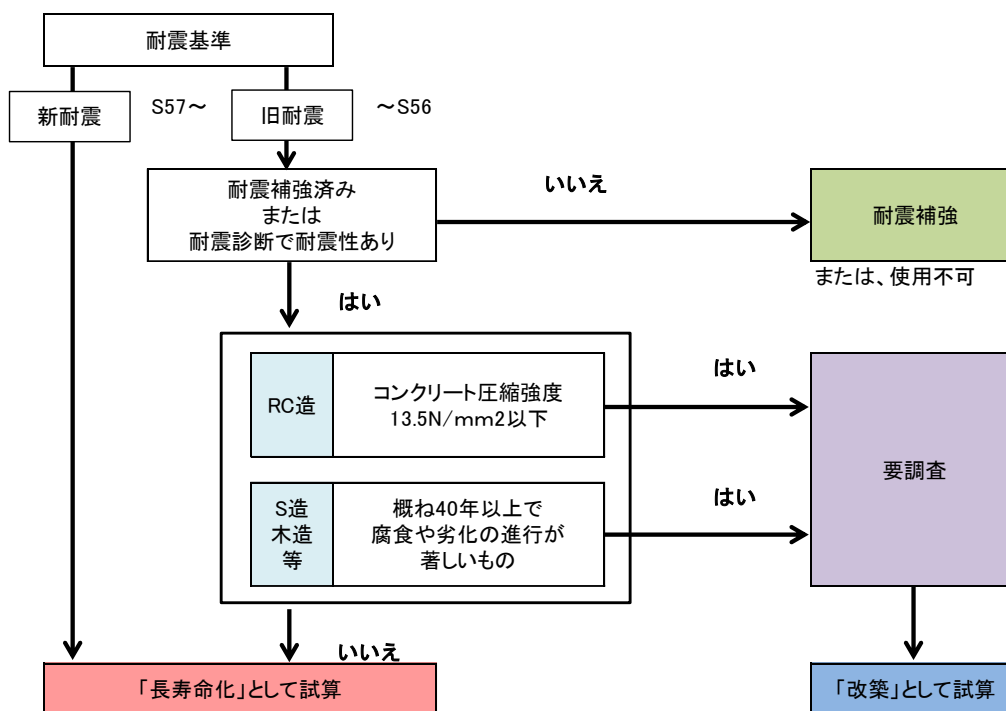 耐震基準
新耐震
S57～
旧耐震
～S56
耐震補強済み
または
耐震診断で耐震性あり
いいえ
耐震補強
または、使用不可
はい
RC造
コンクリート圧縮強度
13.5N/mm2以下
はい
要調査
S造
木造
等
概ね40年以上で
腐食や劣化の進行が
著しいもの
はい
いいえ
「長寿命化」として試算
「改築」として試算